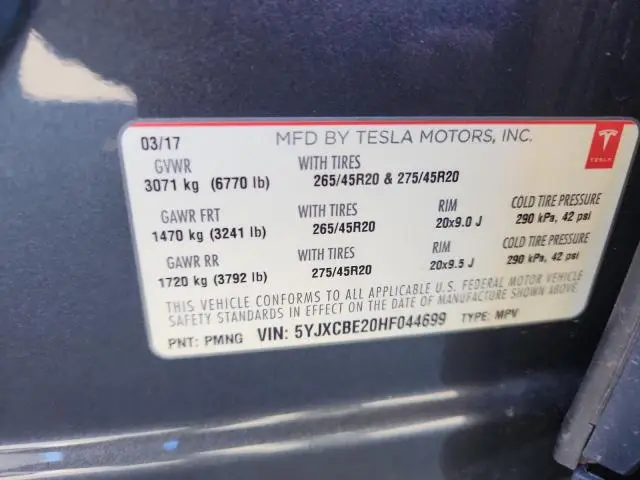 03/17 MFD BY TESLA MOTORS, INC.
TESLA
GVWR WITH TIRES
3071 kg (6770 lb) 265/45R20 & 275/45R20
GAWR FRT WITH TIRES RIM COLD TIRE PRESSURE
1470 kg (3241 lb) 265/45R20 20x9.0 J 290 kPa, 42 psi
GAWR RR WITH TIRES RIM COLD TIRE PRESSURE
1720 kg (3792 lb) 275/45R20 20x9.5 J 290 kPa, 42 psi
THIS VEHICLE CONFORMS TO ALL APPLICABLE U.S. FEDERAL MOTOR VEHICLE
SAFETY STANDARDS IN EFFECT ON THE DATE OF MANUFACTURE SHOWN ABOVE.
PNT: PMNG VIN: 5YJXCBE20HF044699 TYPE: MPV